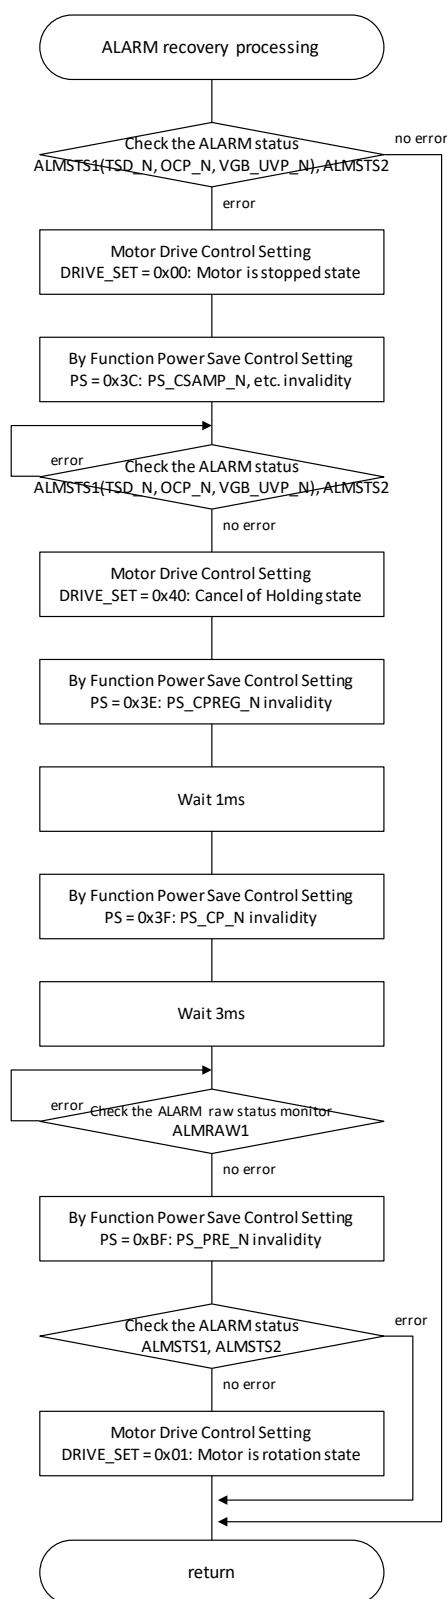 ALARM recovery processing
Check the ALARM status
ALMSTS1(TSD_N, OCP_N, VGB_UVP_N), ALMSTS2
no error
error
Motor Drive Control Setting
DRIVE_SET = 0x00: Motor is stopped state
By Function Power Save Control Setting
PS = 0x3C: PS_CSAMP_N, etc. invalidity
error
Check the ALARM status
ALMSTS1(TSD_N, OCP_N, VGB_UVP_N), ALMSTS2
no error
Motor Drive Control Setting
DRIVE_SET = 0x40: Cancel of Holding state
By Function Power Save Control Setting
PS = 0x3E: PS_CPREG_N invalidity
Wait 1ms
By Function Power Save Control Setting
PS = 0x3F: PS_CP_N invalidity
Wait 3ms
error
Check the ALARM raw status monitor
ALMRAW1
no error
By Function Power Save Control Setting
PS = 0xBF: PS_PRE_N invalidity
Check the ALARM status
ALMSTS1, ALMSTS2
error
no error
Motor Drive Control Setting
DRIVE_SET = 0x01: Motor is rotation state
return